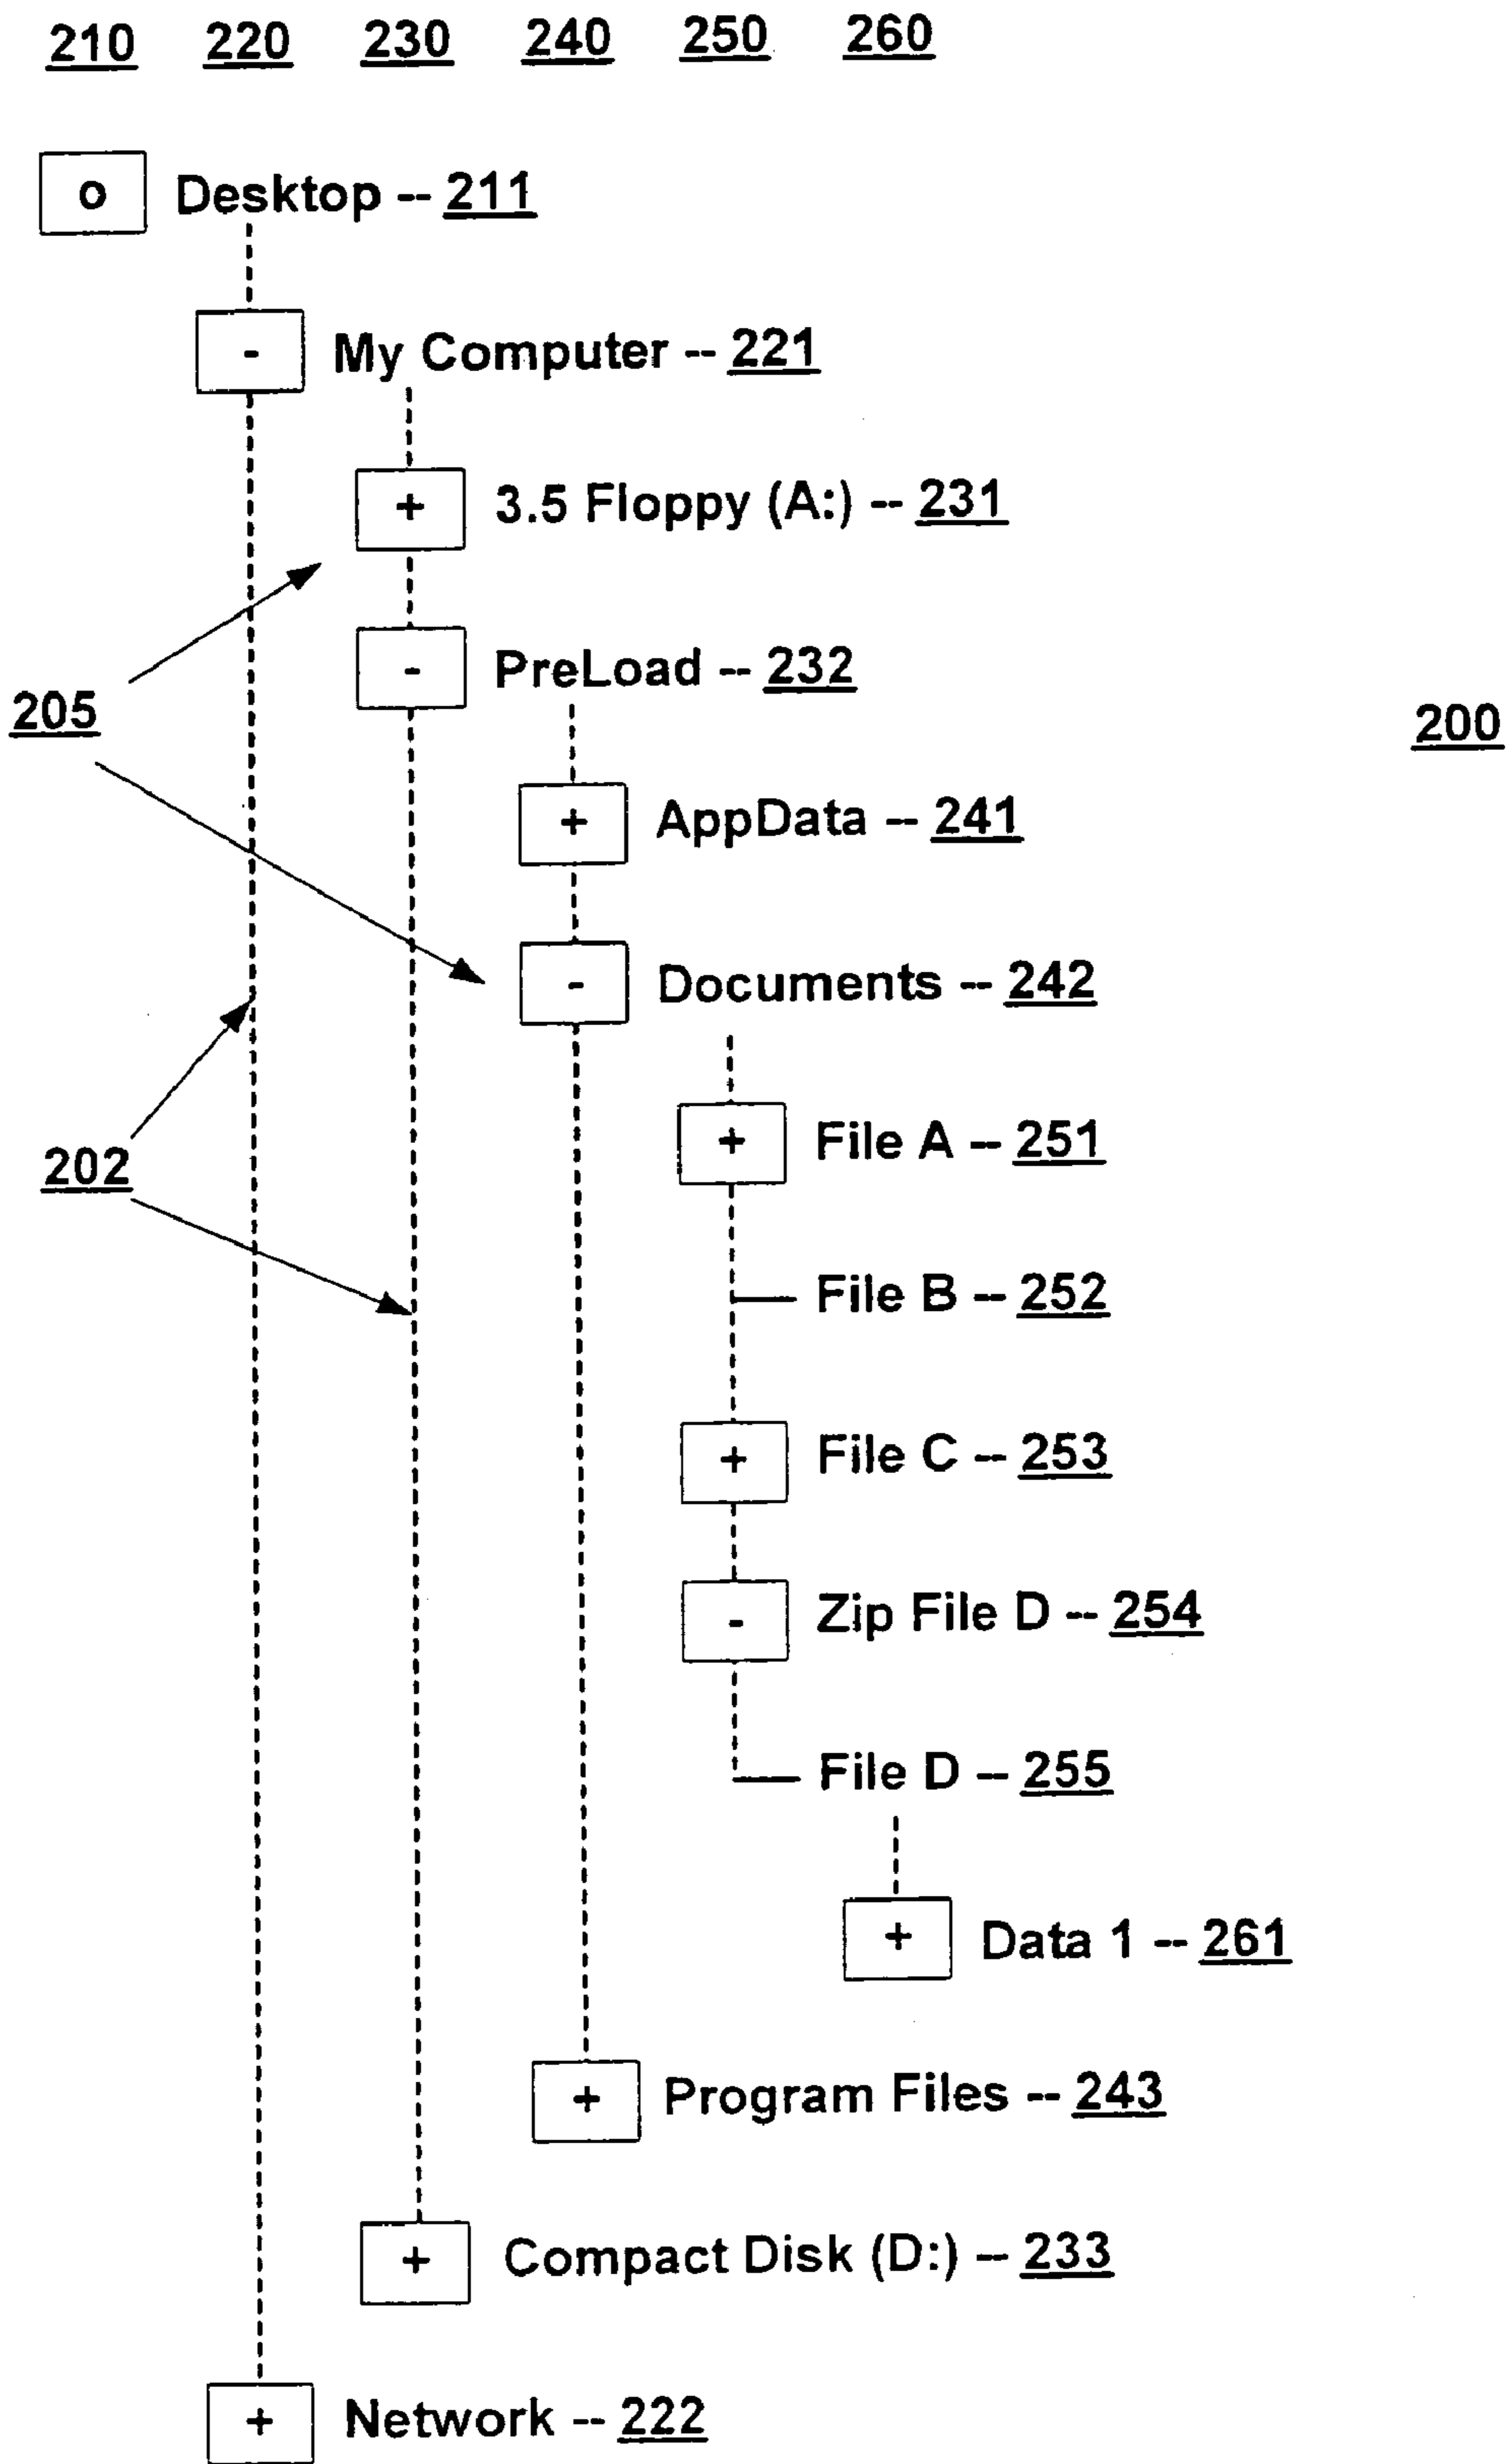 210 220 230 240 250 260
o Desktop -- 211
- My Computer -- 221
+ 3.5 Floppy (A:) -- 231
- PreLoad -- 232
205
200
+ AppData -- 241
- Documents -- 242
+ File A -- 251
202
File B -- 252
+ File C -- 253
- Zip File D -- 254
File D -- 255
+ Data 1 -- 261
+ Program Files -- 243
+ Compact Disk (D:) -- 233
+ Network -- 222